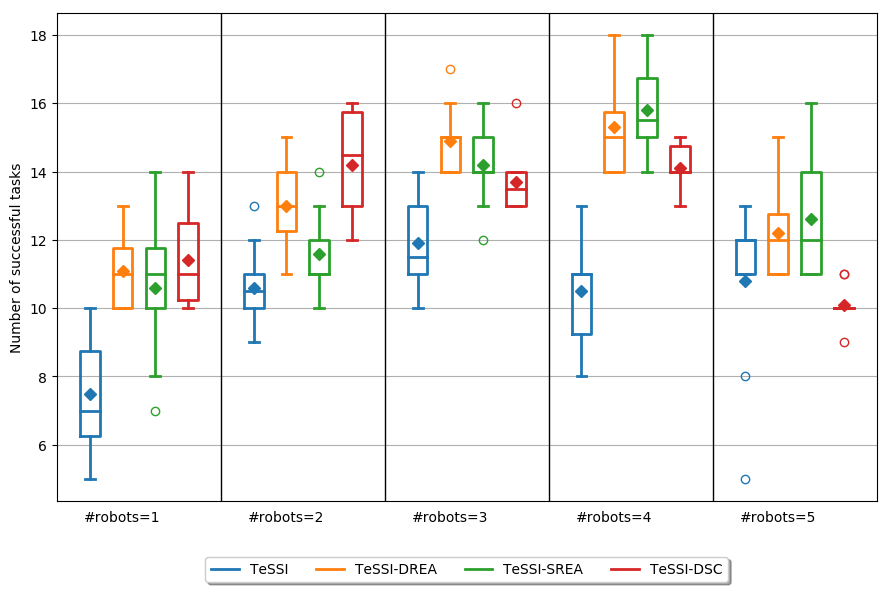 Number of successful tasks
18
16
14
12
10
8
6
#robots=1 #robots=2 #robots=3 #robots=4 #robots=5
TeSSI TeSSI-DREA TeSSI-SREA TeSSI-DSC